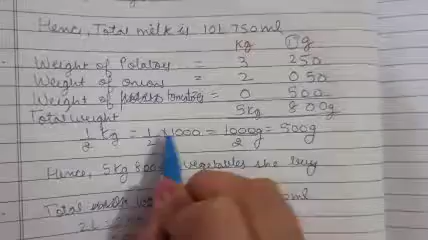 Hence, Total milk is 10L 750ml
Kg g
Weight of Potatoes = 3 250
Weight of onions = 2 050
Weight of tomatoes = 0 500
Total weight 5kg 800g
1/2 Kg = 1/2 × 1000 = 1000g/2 = 500g
Hence, 5kg 800 vegetables she buy
Total
2L